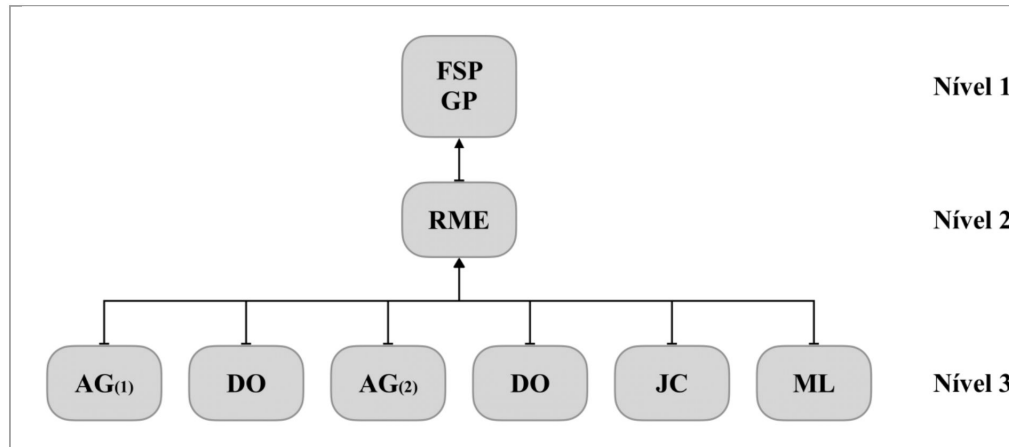 FSP
GP
Nível 1
RME
Nível 2
AG(1) DO AG(2) DO JC ML Nível 3